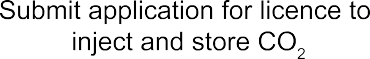 Submit application for licence to
inject and store CO₂